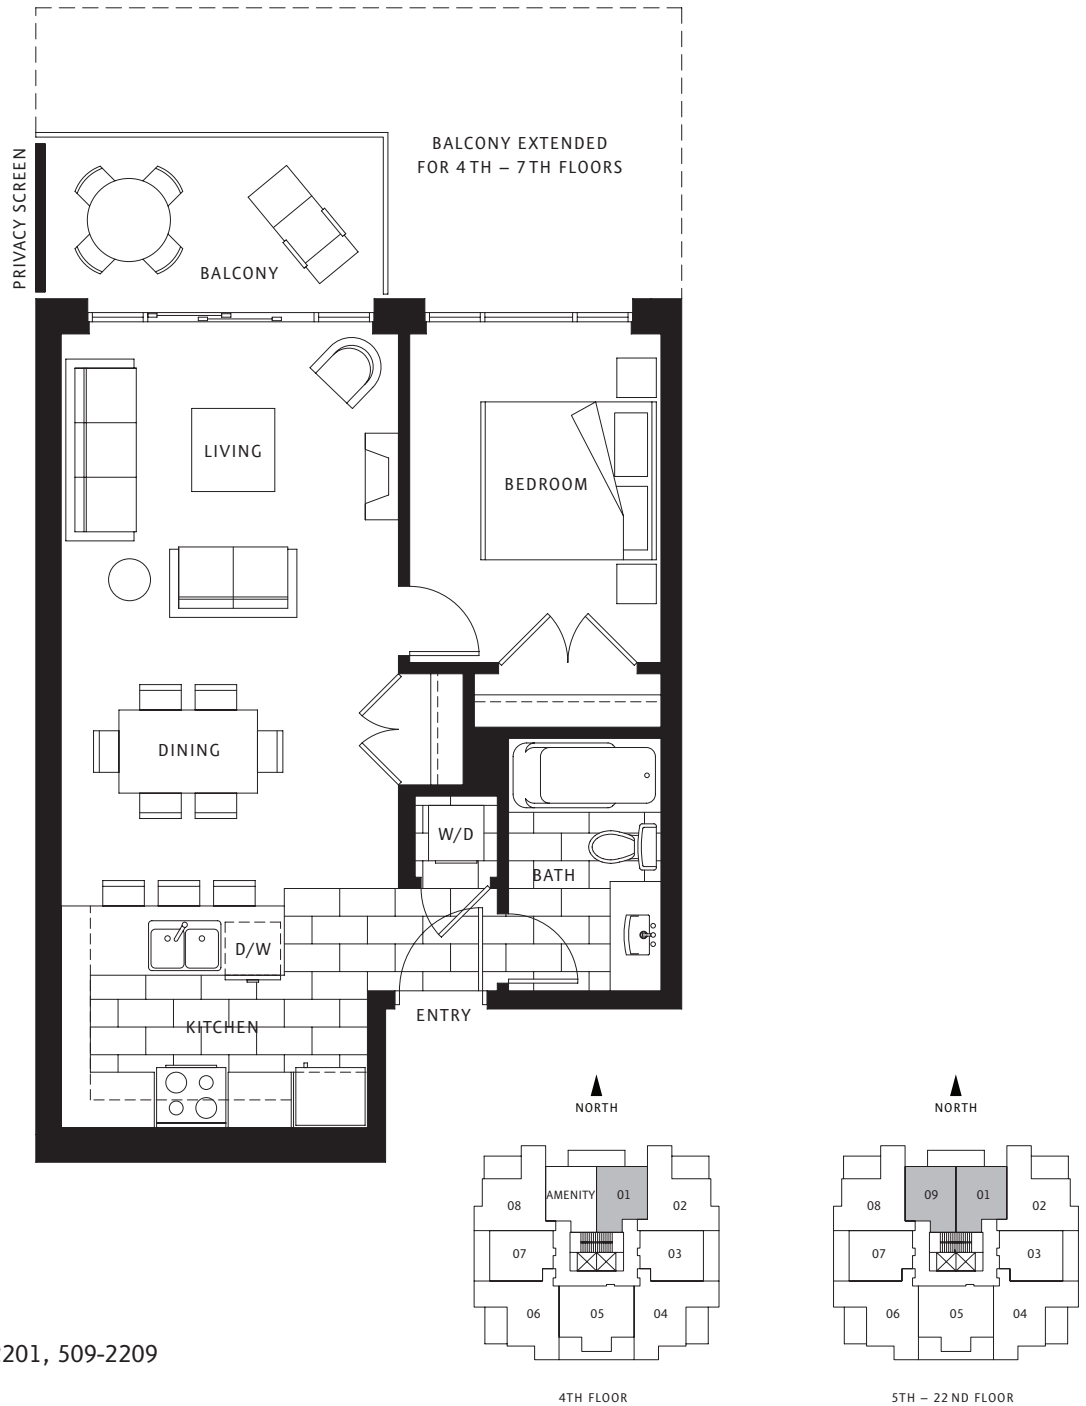 BALCONY EXTENDED
FOR 4TH – 7TH FLOORS
PRIVACY SCREEN
BALCONY
LIVING
BEDROOM
DINING
W/D
BATH
D/W
KITCHEN
ENTRY
NORTH
NORTH
AMENITY
01
02
03
04
05
06
07
08
09
01
02
03
04
05
06
07
08
201, 509-2209
4TH FLOOR
5TH – 22ND FLOOR